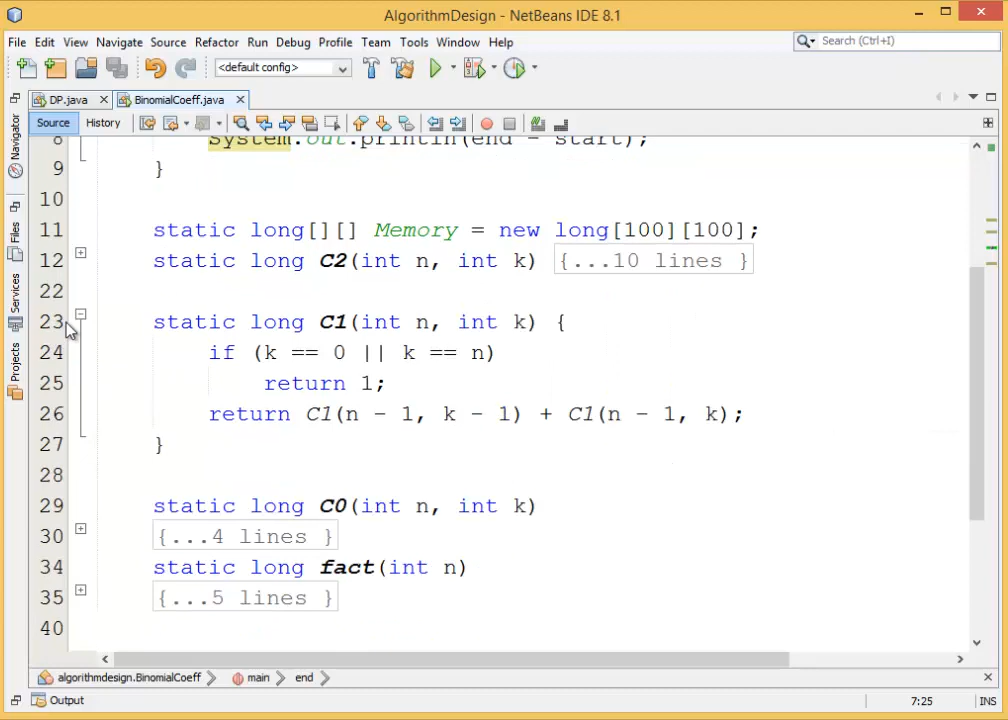 AlgorithmDesign - NetBeans IDE 8.1
File Edit View Navigate Source Refactor Run Debug Profile Team Tools Window Help
Search (Ctrl+I)
<default config>
DP.java
BinomialCoeff.java
Source History
Navigator
Files
Services
Projects
8 System.out.println(end - start);
9 }
10
11 static long[][] Memory = new long[100][100];
12 static long C2(int n, int k) {...10 lines }
22
23 static long C1(int n, int k) {
24 if (k == 0 || k == n)
25 return 1;
26 return C1(n - 1, k - 1) + C1(n - 1, k);
27 }
28
29 static long C0(int n, int k)
30 {...4 lines }
34 static long fact(int n)
35 {...5 lines }
40
algorithmdesign.BinomialCoeff main end
Output
7:25 INS